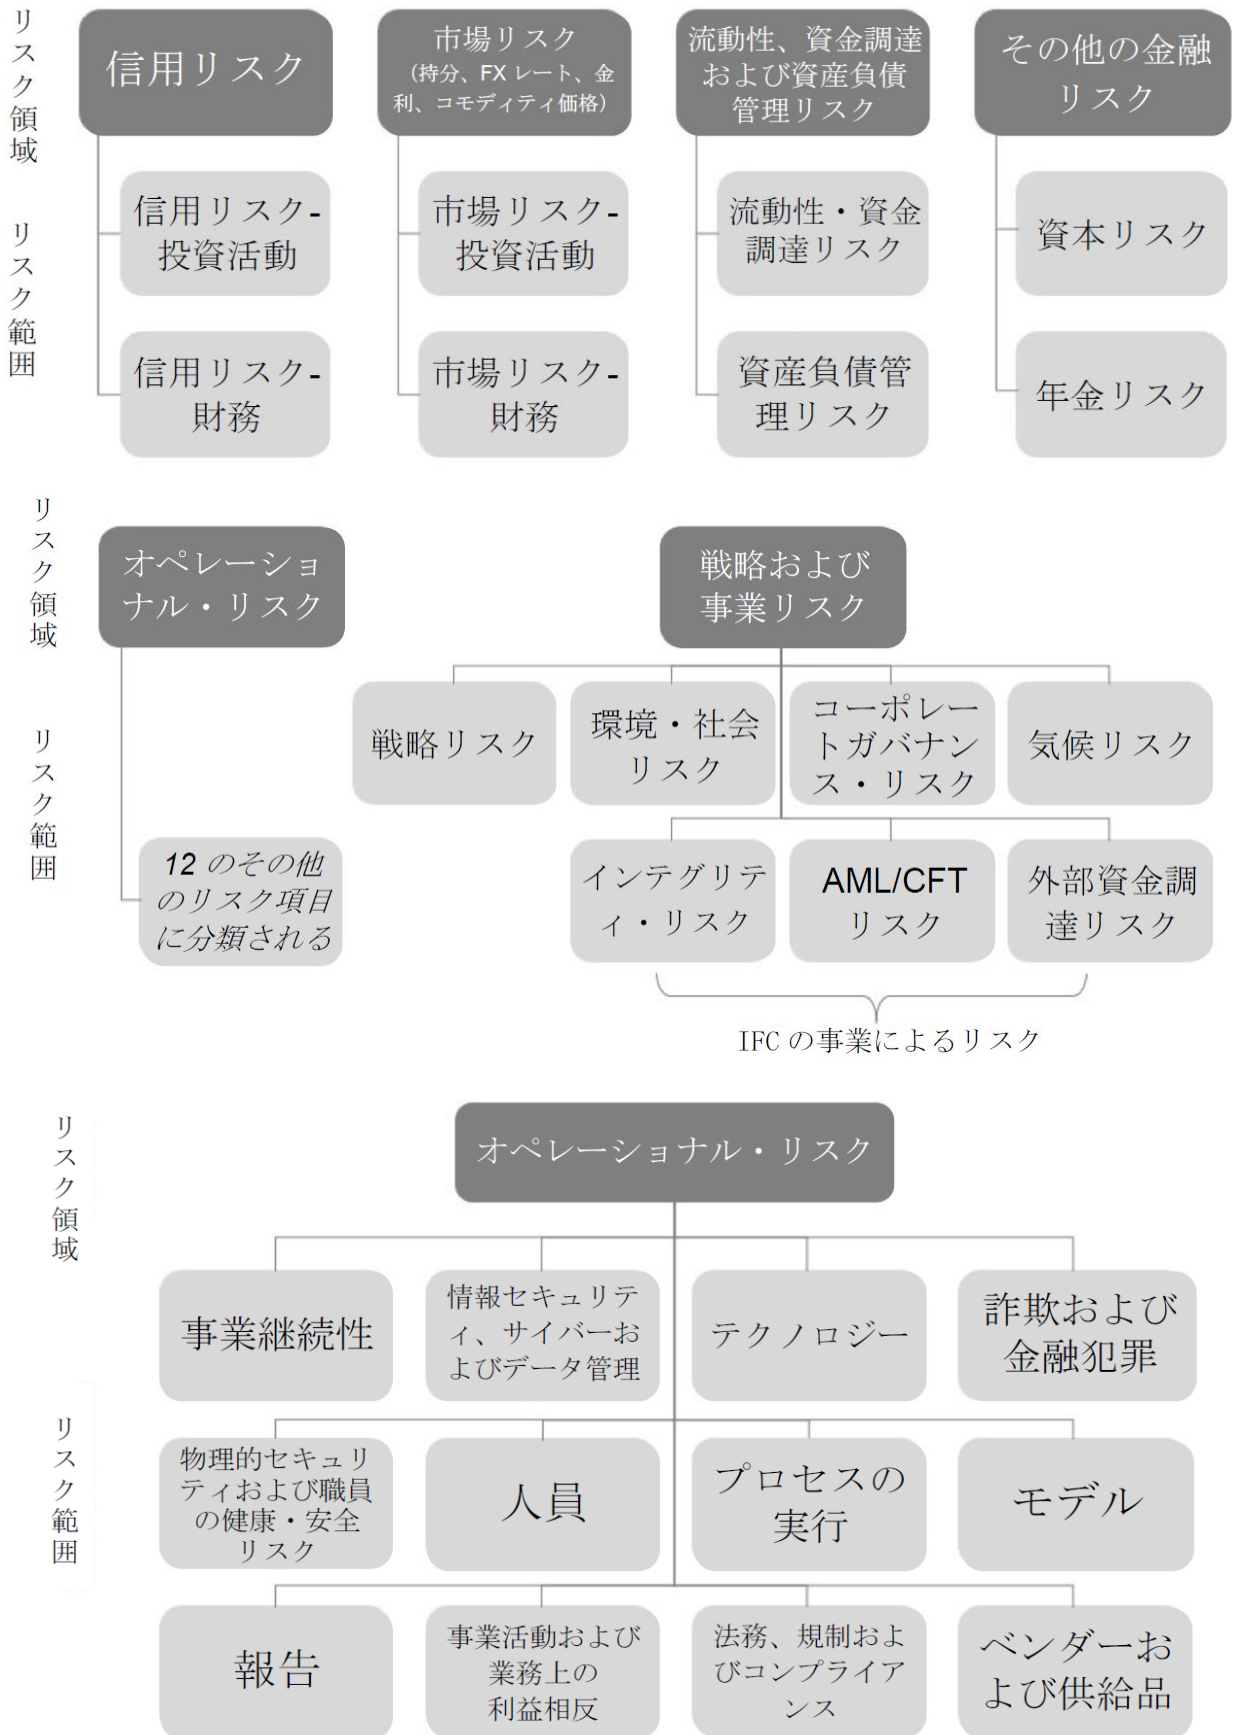 リスク領域
信用リスク
市場リスク
（持分、FX レート、金
利、コモディティ価格）
流動性、資金調達
および資産負債
管理リスク
その他の金融
リスク
リスク範囲
信用リスク-
投資活動
市場リスク-
投資活動
流動性・資金
調達リスク
資本リスク
信用リスク-
財務
市場リスク-
財務
資産負債管
理リスク
年金リスク
リスク領域
オペレーショ
ナル・リスク
戦略および
事業リスク
リスク範囲
戦略リスク
環境・社会
リスク
コーポレー
トガバナン
ス・リスク
気候リスク
12 のその他
のリスク項目
に分類される
インテグリテ
ィ・リスク
AML/CFT
リスク
外部資金調
達リスク
IFC の事業によるリスク
リスク領域
オペレーショナル・リスク
事業継続性
情報セキュリテ
ィ、サイバーお
よびデータ管理
テクノロジー
詐欺および
金融犯罪
リスク範囲
物理的セキュリ
ティおよび職員
の健康・安全
リスク
人員
プロセスの
実行
モデル
報告
事業活動および
業務上の
利益相反
法務、規制およ
びコンプライア
ンス
ベンダーお
よび供給品